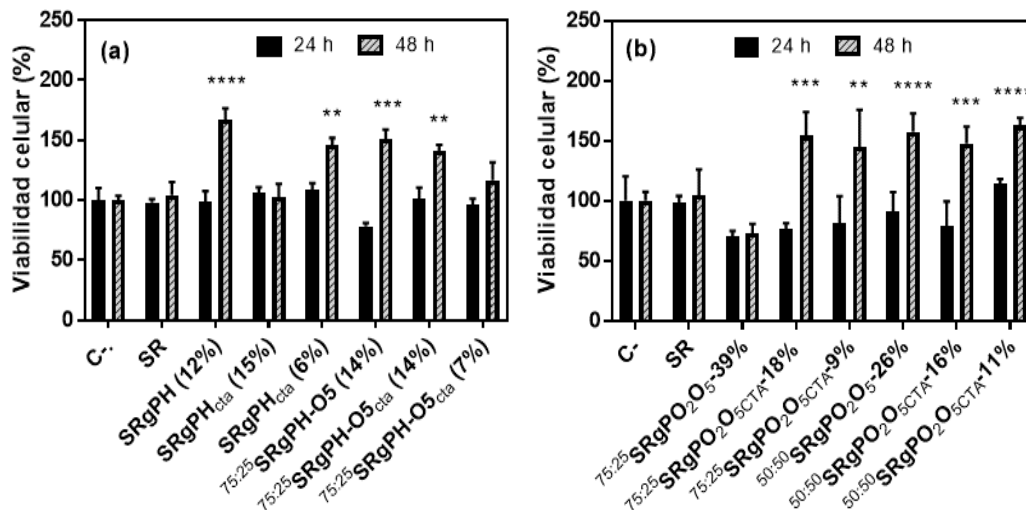 (a)
24 h
48 h
Viabilidad celular (%)
250
200
150
100
50
0
****
**
***
**
C-.
SR
SRgPH (12%)
SRgPHcta (15%)
SRgPHcta (6%)
75:25SRgPH-O5 (14%)
75:25SRgPH-O5cta (14%)
75:25SRgPH-O5cta (7%)
(b)
24 h
48 h
Viabilidad celular (%)
250
200
150
100
50
0
***
**
****
***
****
C-
SR
75:25SRgPO2O5-39%
75:25SRgPO2O5CTA-18%
75:25SRgPO2O5CTA-9%
50:50SRgPO2O5-26%
50:50SRgPO2O5CTA-16%
50:50SRgPO2O5CTA-11%